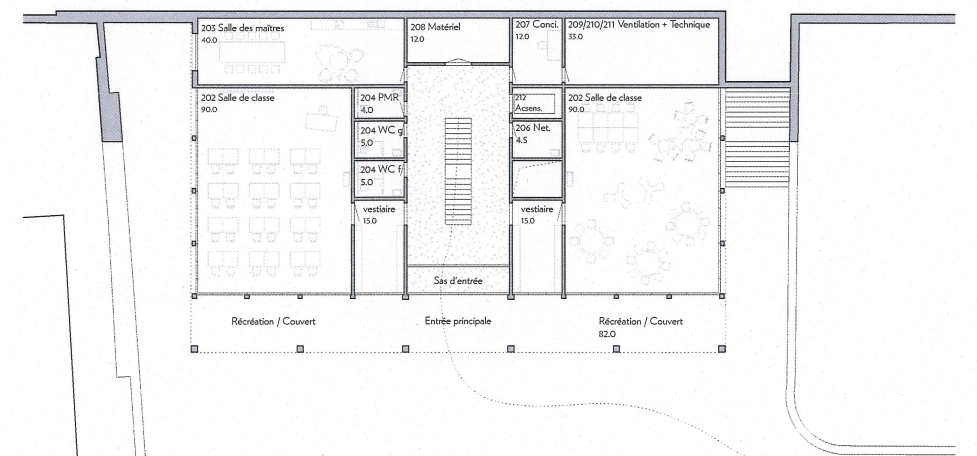 203 Salle des maîtres
40.0
208 Matériel
12.0
207 Conci.
12.0
209/210/211 Ventilation + Technique
33.0
202 Salle de classe
90.0
204 PMR
4.0
212
Acsens.
202 Salle de classe
90.0
204 WC g
5.0
206 Net.
4.5
204 WC f/
5.0
vestiaire
15.0
vestiaire
15.0
Sas d'entrée
Récréation / Couvert
Entrée principale
Récréation / Couvert
82.0